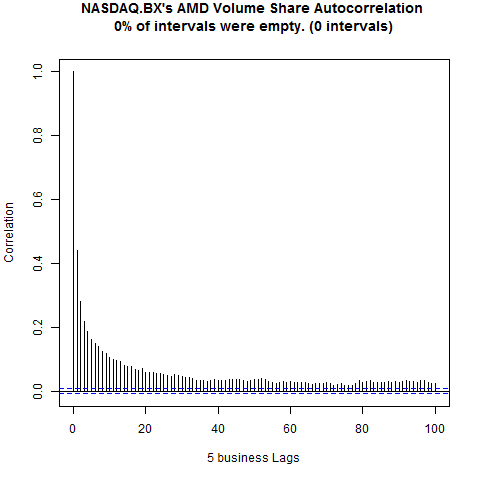 NASDAQ.BX's AMD Volume Share Autocorrelation
0% of intervals were empty. (0 intervals)
1.0
0.8
0.6
0.4
0.2
0.0
Correlation
0 20 40 60 80 100
5 business Lags